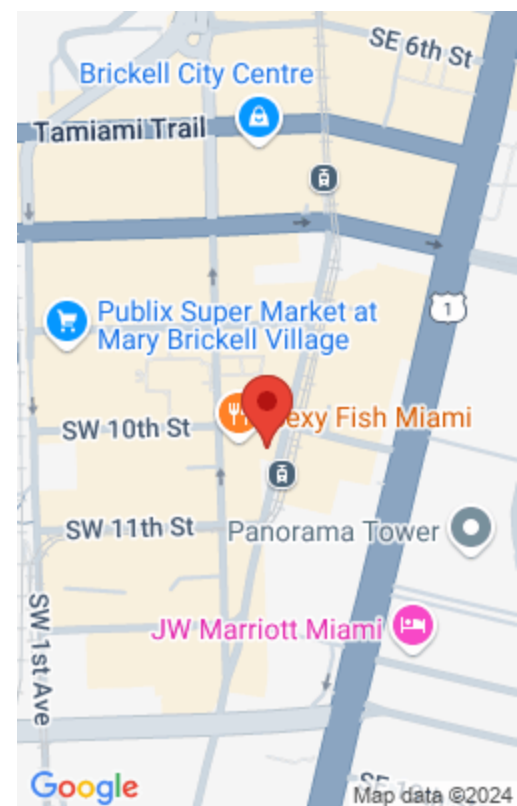 SE 6th St
Brickell City Centre
Tamiami Trail
1
Publix Super Market at
Mary Brickell Village
SW 10th St
exy Fish Miami
SW 11th St
Panorama Tower
SW 1st Ave
JW Marriott Miami
Google
Map data ©2024